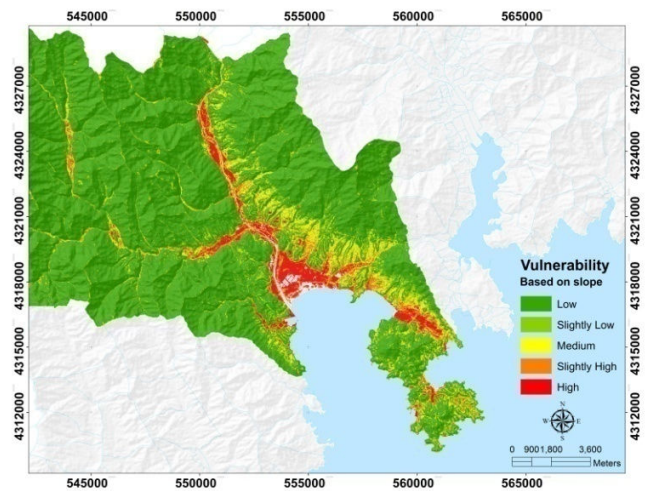 545000 550000 555000 560000 565000
4327000 4327000
4324000 4324000
4321000 4321000
4318000 4318000
4315000 4315000
4312000 4312000
Vulnerability
Based on slope
Low
Slightly Low
Medium
Slightly High
High
N
W E
S
0 9001,800 3,600
Meters
545000 550000 555000 560000 565000